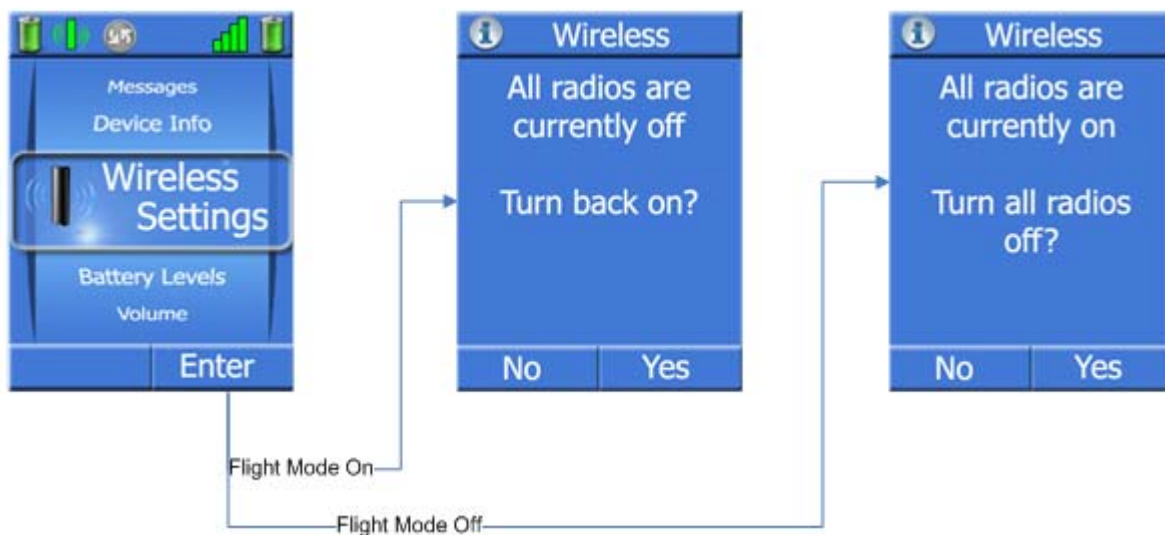 Messages
Device Info
Wireless
Settings
Battery Levels
Volume
Enter
Wireless
All radios are
currently off
Turn back on?
No
Yes
Wireless
All radios are
currently on
Turn all radios
off?
No
Yes
Flight Mode On
Flight Mode Off